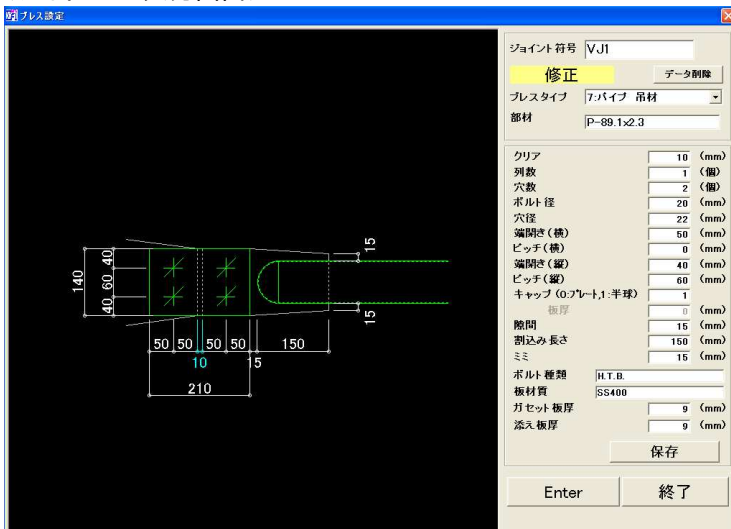 ブレス設定
ジョイント符号 VJ1
修正 データ削除
ブレスタイプ 7:パイプ 吊材
部材 P-89.1x2.3
クリア 10 (mm)
列数 1 (個)
穴数 2 (個)
ボルト径 20 (mm)
穴径 22 (mm)
端開き(横) 50 (mm)
ピッチ(横) 0 (mm)
端開き(縦) 40 (mm)
ピッチ(縦) 60 (mm)
キャップ (0:プレート,1:半球) 1
板厚 0 (mm)
隙間 15 (mm)
割込み長さ 150 (mm)
ミミ 15 (mm)
ボルト種類 H.T.B.
板材質 SS400
ガセット板厚 9 (mm)
添え板厚 9 (mm)
保存
Enter 終了
15
140 40 60 40
15
50 50 50 50 150
10 15
210